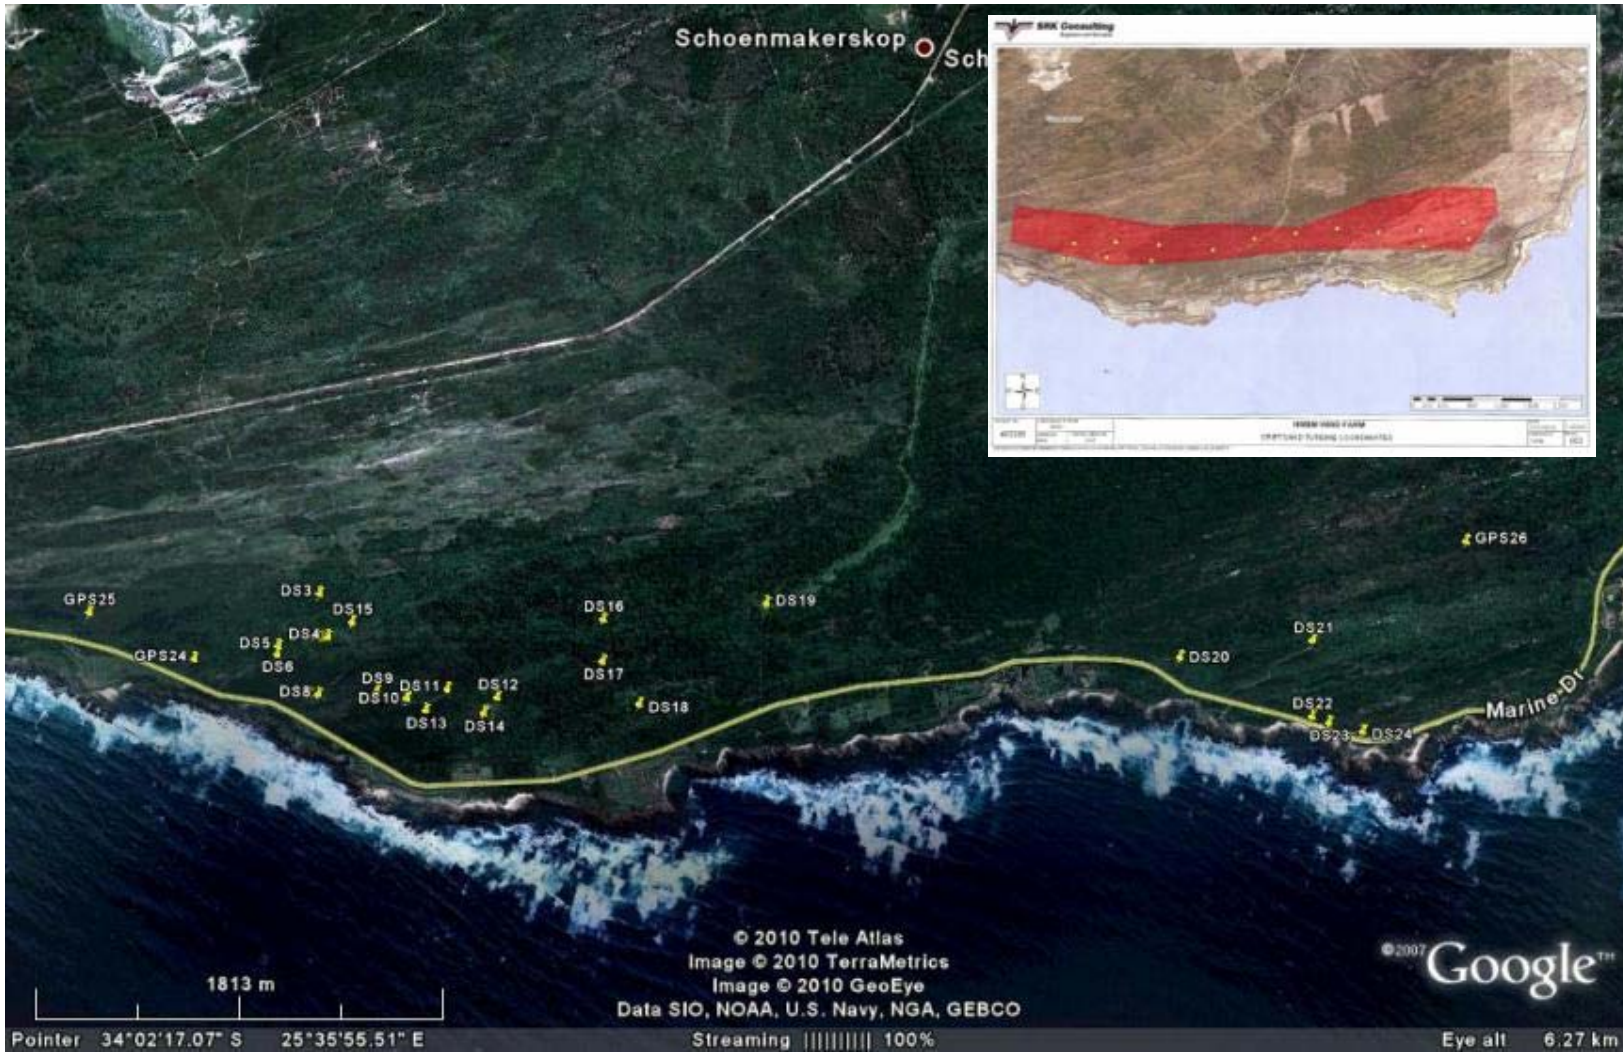 Schoenmakerskop
Sch
SRK Consulting
GPS26
DS3
GPS25
DS15
DS16
DS19
DS4
DS21
DS5
GPS24
DS20
DS6
DS17
DS9
DS11
DS12
DS8
DS10
DS18
DS22
Marine-Dr
DS13
DS14
DS23
DS24
© 2010 Tele Atlas
Image © 2010 TerraMetrics
Image © 2010 GeoEye
Data SIO, NOAA, U.S. Navy, NGA, GEBCO
©2007 Google™
1813 m
Pointer 34°02'17.07" S 25°35'55.51" E Streaming |||||||||| 100% Eye alt 6.27 km